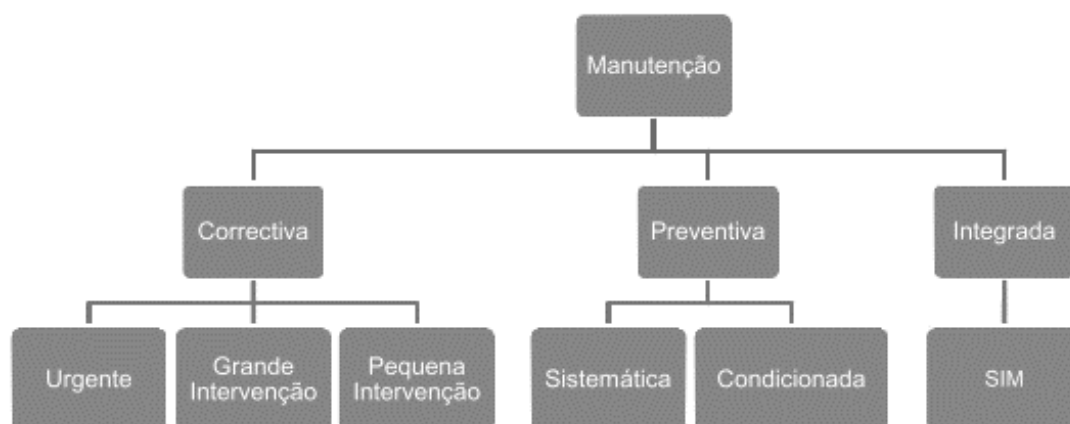 Manutenção
Correctiva
Preventiva
Integrada
Urgente
Grande
Intervenção
Pequena
Intervenção
Sistemática
Condicionada
SIM